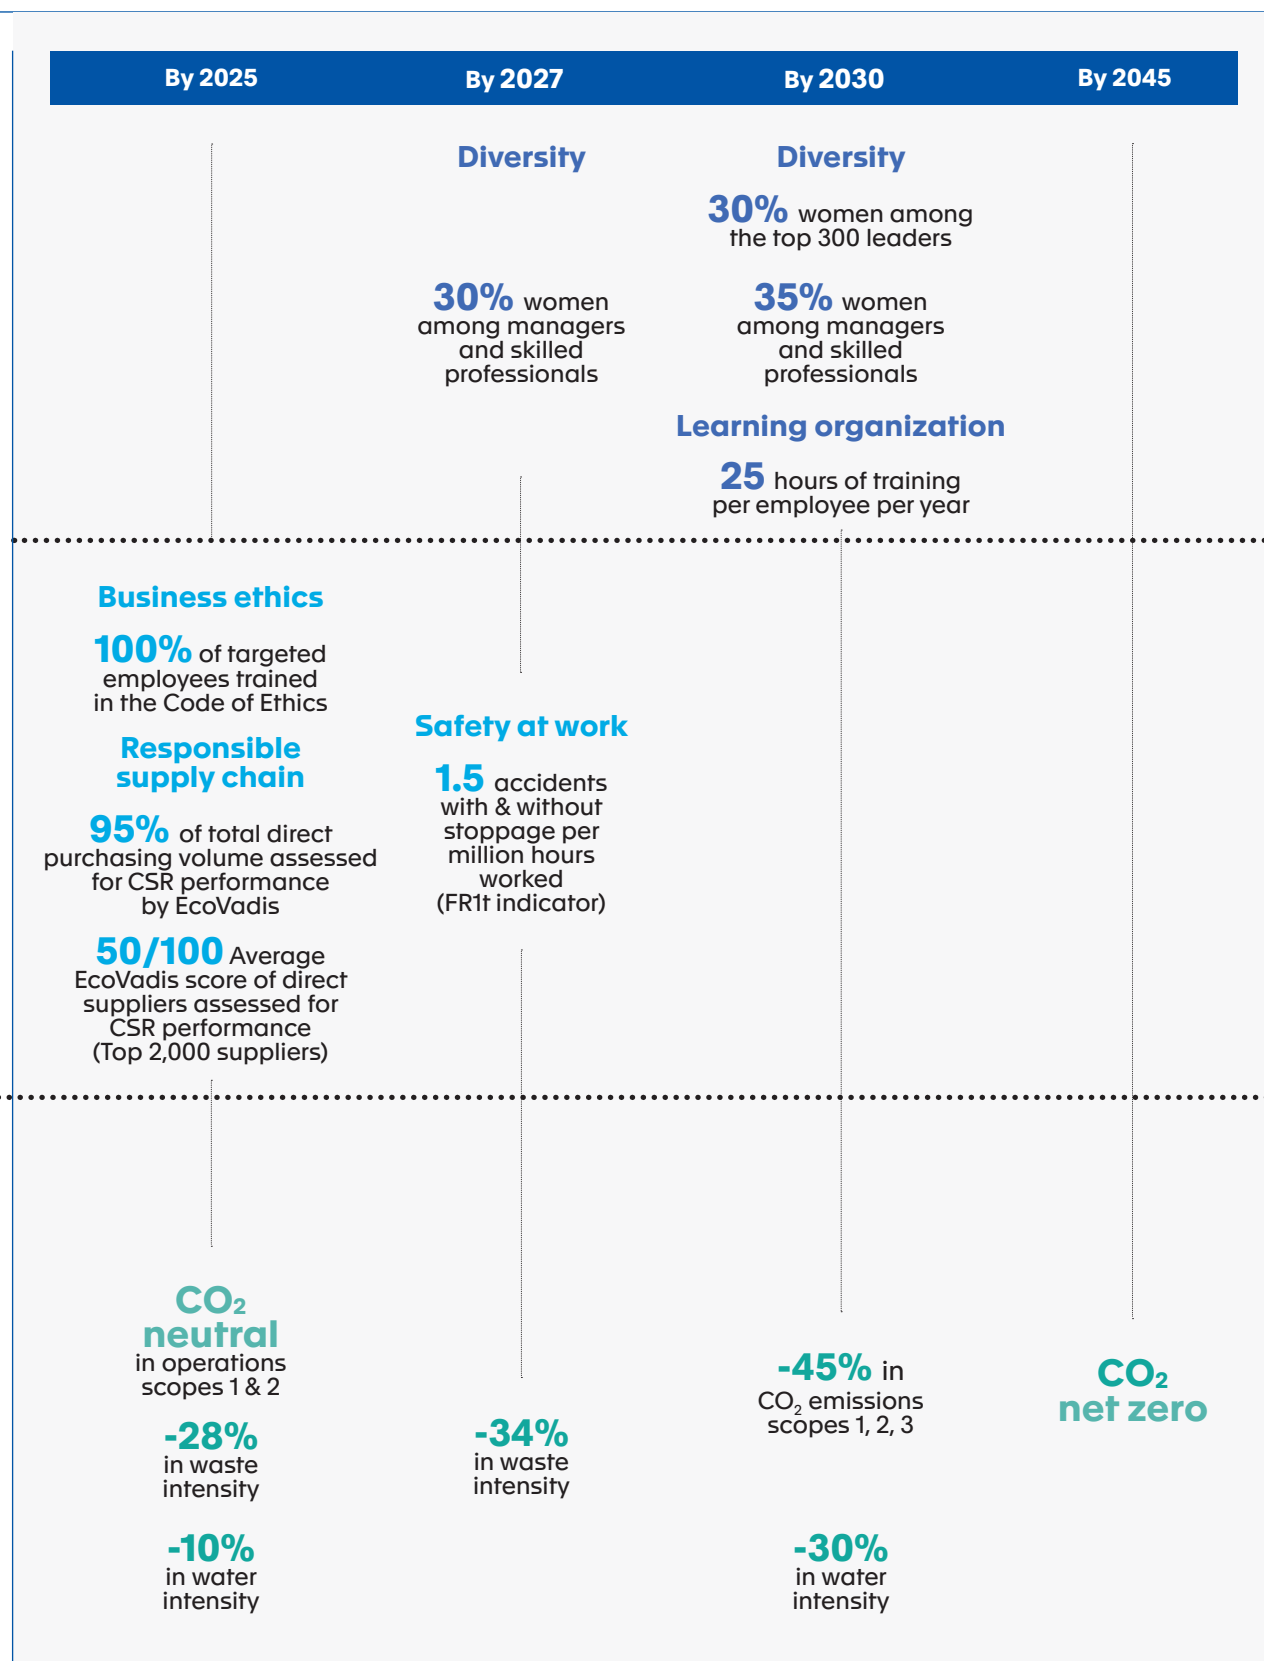 By 2025
By 2027
By 2030
By 2045
Diversity
30% women
among managers
and skilled
professionals
Diversity
30% women among
the top 300 leaders
35% women
among managers
and skilled
professionals
Learning organization
25 hours of training
per employee per year
Business ethics
100% of targeted
employees trained
in the Code of Ethics
Responsible
supply chain
95% of total direct
purchasing volume assessed
for CSR performance
by EcoVadis
50/100 Average
EcoVadis score of direct
suppliers assessed for
CSR performance
(Top 2,000 suppliers)
Safety at work
1.5 accidents
with & without
stoppage per
million hours
worked
(FR1t indicator)
CO₂
neutral
in operations
scopes 1 & 2
-28%
in waste
intensity
-10%
in water
intensity
-34%
in waste
intensity
-45% in
CO₂ emissions
scopes 1, 2, 3
-30%
in water
intensity
CO₂
net zero